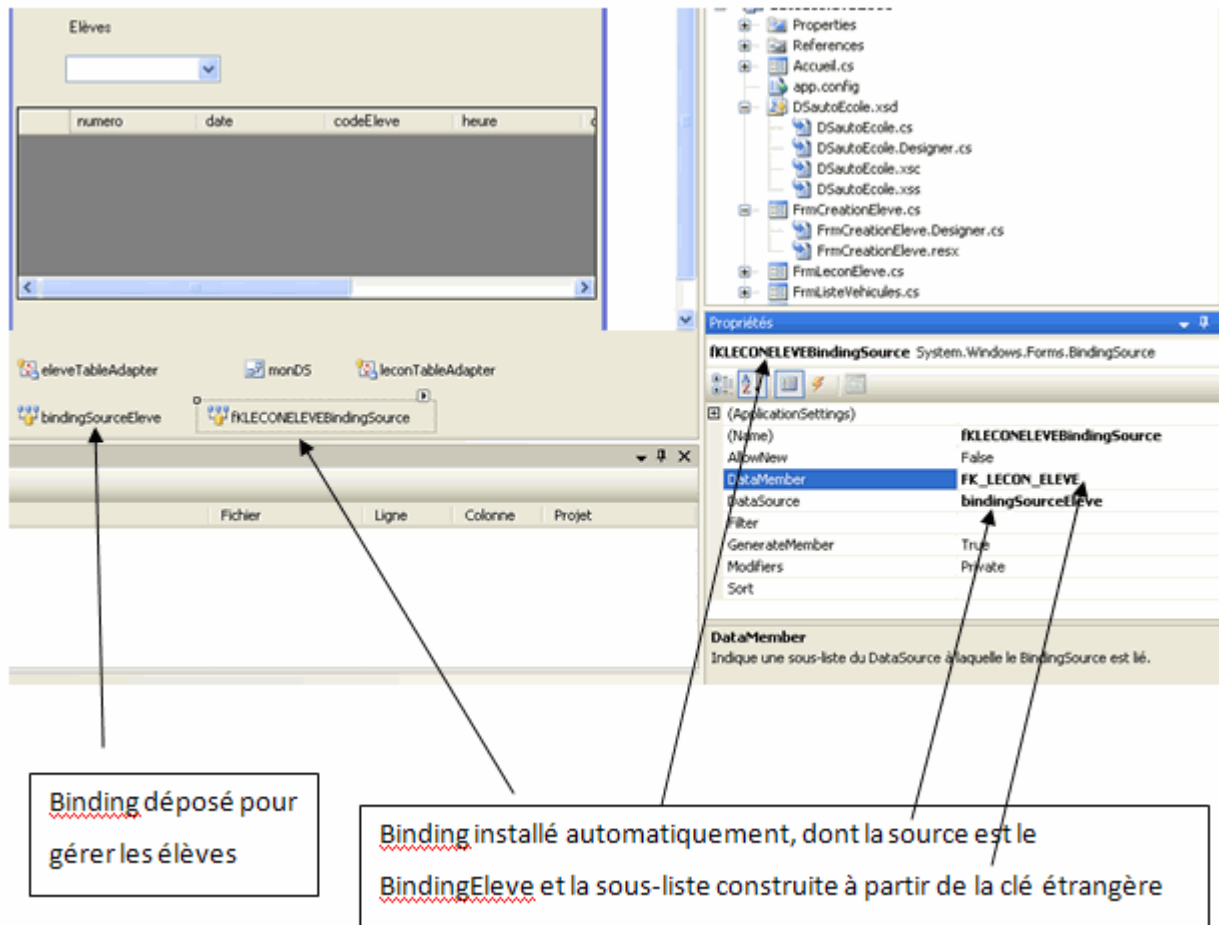 Elèves
numero date codeEleve heure
Properties
References
Accueil.cs
app.config
DSautoEcole.xsd
DSautoEcole.cs
DSautoEcole.Designer.cs
DSautoEcole.xsc
DSautoEcole.xss
FrmCreationEleve.cs
FrmCreationEleve.Designer.cs
FrmCreationEleve.resx
FrmLeconEleve.cs
FrmListeVehicules.cs
eleveTableAdapter monDS leconTableAdapter
bindingSourceEleve fKLECONELEVEBindingSource
Fichier Ligne Colonne Projet
Propriétés
fKLECONELEVEBindingSource System.Windows.Forms.BindingSource
(ApplicationSettings)
(Name) fKLECONELEVEBindingSource
AllowNew False
DataMember FK_LECON_ELEVE
DataSource bindingSourceEleve
Filter
GenerateMember True
Modifiers Private
Sort
DataMember
Indique une sous-liste du DataSource à laquelle le BindingSource est lié.
Binding déposé pour
gérer les élèves
Binding installé automatiquement, dont la source est le
BindingEleve et la sous-liste construite à partir de la clé étrangère